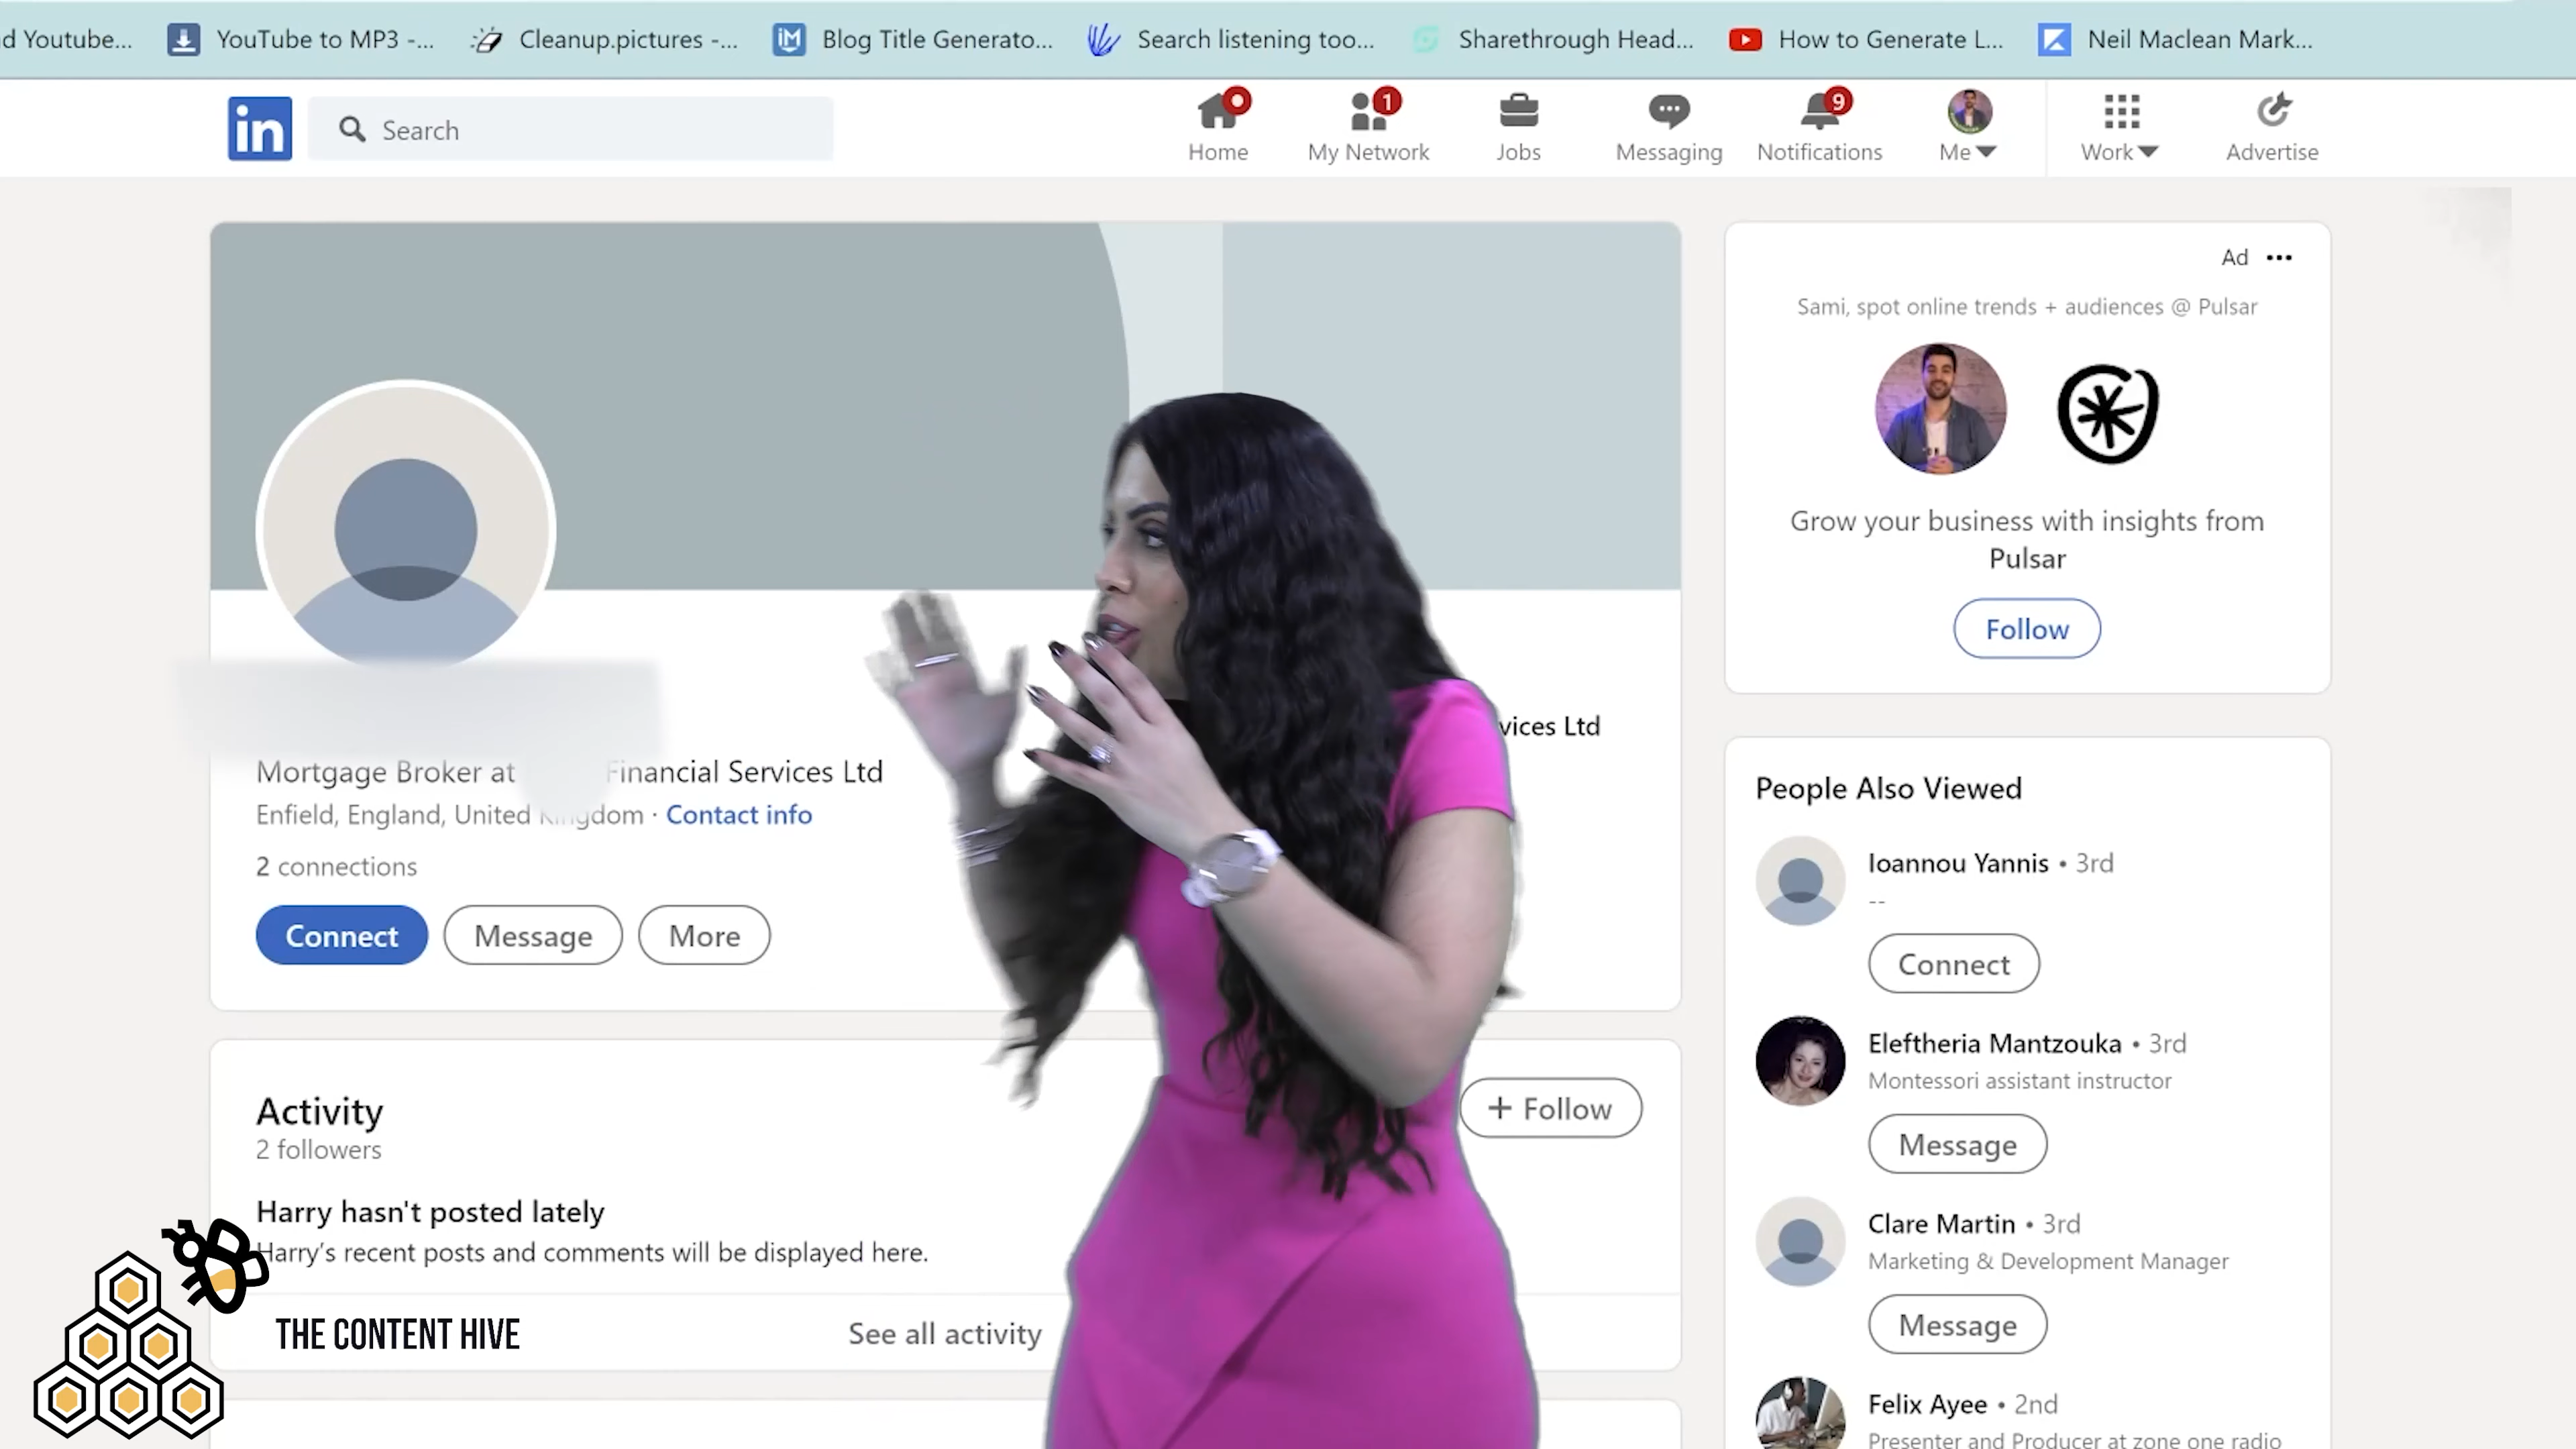 d Youtube...
YouTube to MP3 -...
Cleanup.pictures -...
Blog Title Generato...
Search listening too...
Sharethrough Head...
How to Generate L...
Neil Maclean Mark...
in
Search
Home
1
My Network
Jobs
Messaging
9
Notifications
Me
Work
Advertise
Mortgage Broker at
Financial Services Ltd
Enfield, England, United Kingdom · Contact info
2 connections
Connect
Message
More
vices Ltd
Activity
2 followers
+ Follow
Harry hasn't posted lately
Harry's recent posts and comments will be displayed here.
See all activity
THE CONTENT HIVE
Ad
Sami, spot online trends + audiences @ Pulsar
Grow your business with insights from
Pulsar
Follow
People Also Viewed
Ioannou Yannis • 3rd
--
Connect
Eleftheria Mantzouka • 3rd
Montessori assistant instructor
Message
Clare Martin • 3rd
Marketing & Development Manager
Message
Felix Ayee • 2nd
Presenter and Producer at zone one radio